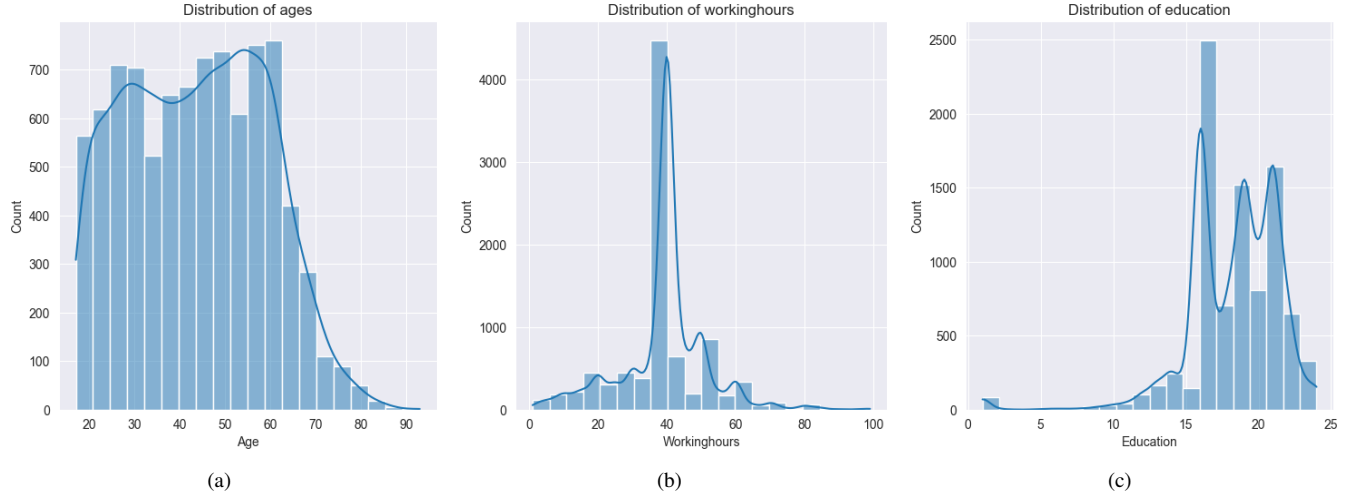 Distribution of ages
700
600
500
400
300
200
100
0
Count
20 30 40 50 60 70 80 90
Age
(a)
Distribution of workinghours
4000
3000
2000
1000
0
Count
0 20 40 60 80 100
Workinghours
(b)
Distribution of education
2500
2000
1500
1000
500
0
Count
0 5 10 15 20 25
Education
(c)